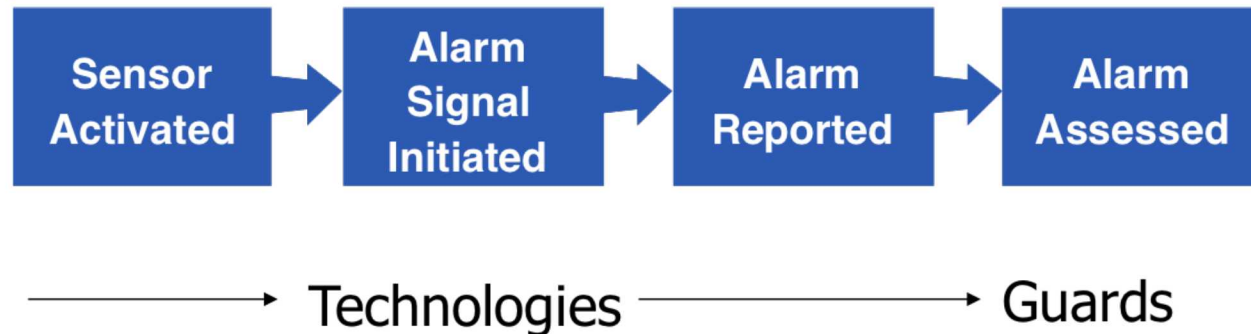 Sensor
Activated
Alarm
Signal
Initiated
Alarm
Reported
Alarm
Assessed
Technologies
Guards